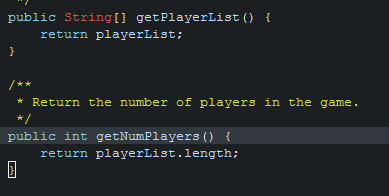 */
public String[] getPlayerList() {
return playerList;
}
/**
* Return the number of players in the game.
*/
public int getNumPlayers() {
return playerList.length;
}